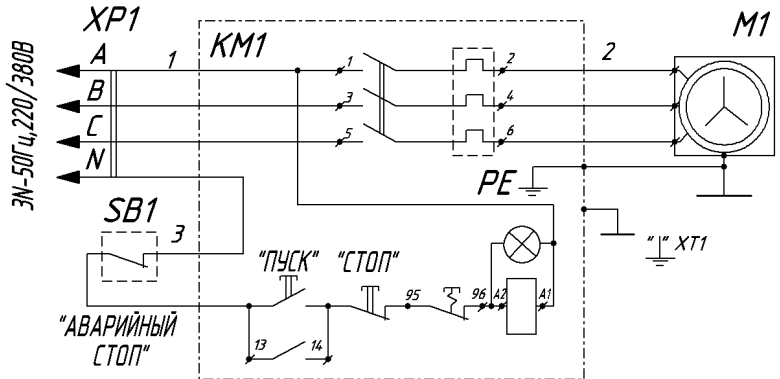 XP1
KM1
M1
A
1
1
2
2
B
3
4
C
5
6
N
3N~50Гц,220/380В
PE
SB1
3
"⏚" XT1
"ПУСК"
"СТОП"
95
96
A2
A1
"АВАРИЙНЫЙ
СТОП"
13
14